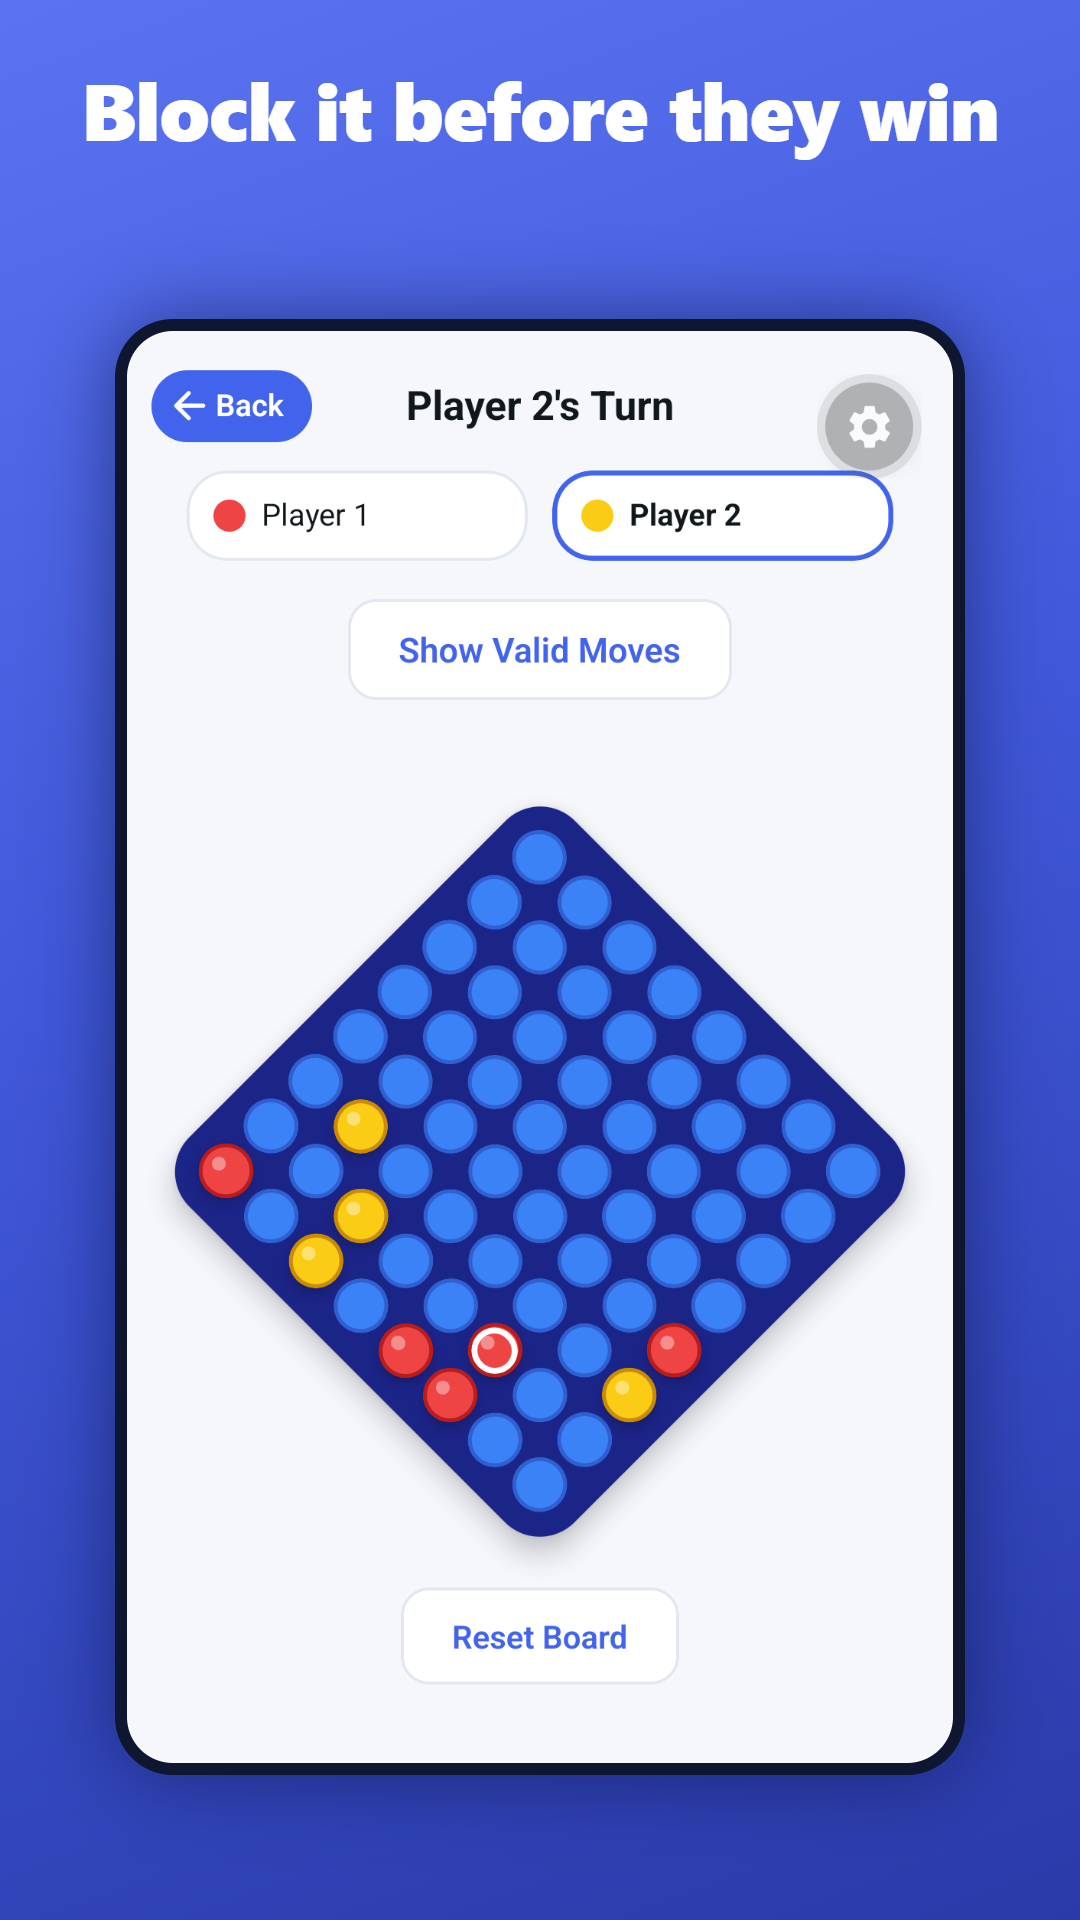 Block it before they win
Back
Player 2's Turn
Player 1
Player 2
Show Valid Moves
Reset Board